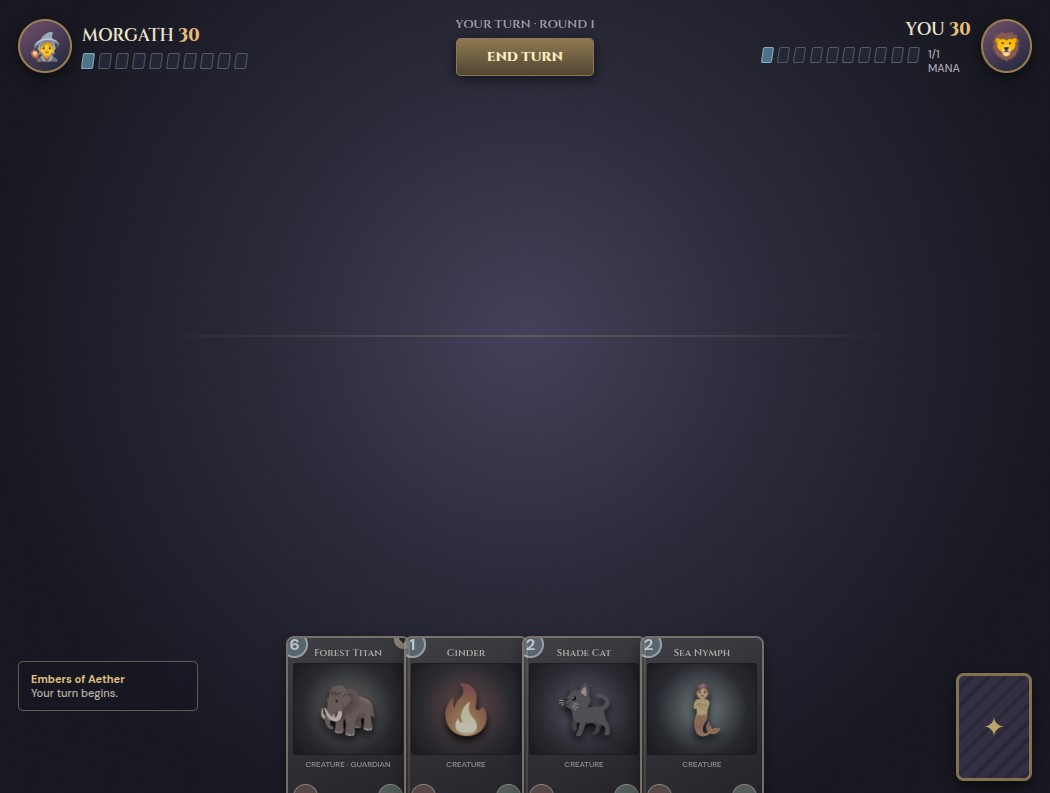 MORGATH 30
YOUR TURN · ROUND 1
END TURN
YOU 30
1/1
MANA
Embers of Aether
Your turn begins.
6
FOREST TITAN
CREATURE · GUARDIAN
1
CINDER
CREATURE
2
SHADE CAT
CREATURE
2
SEA NYMPH
CREATURE